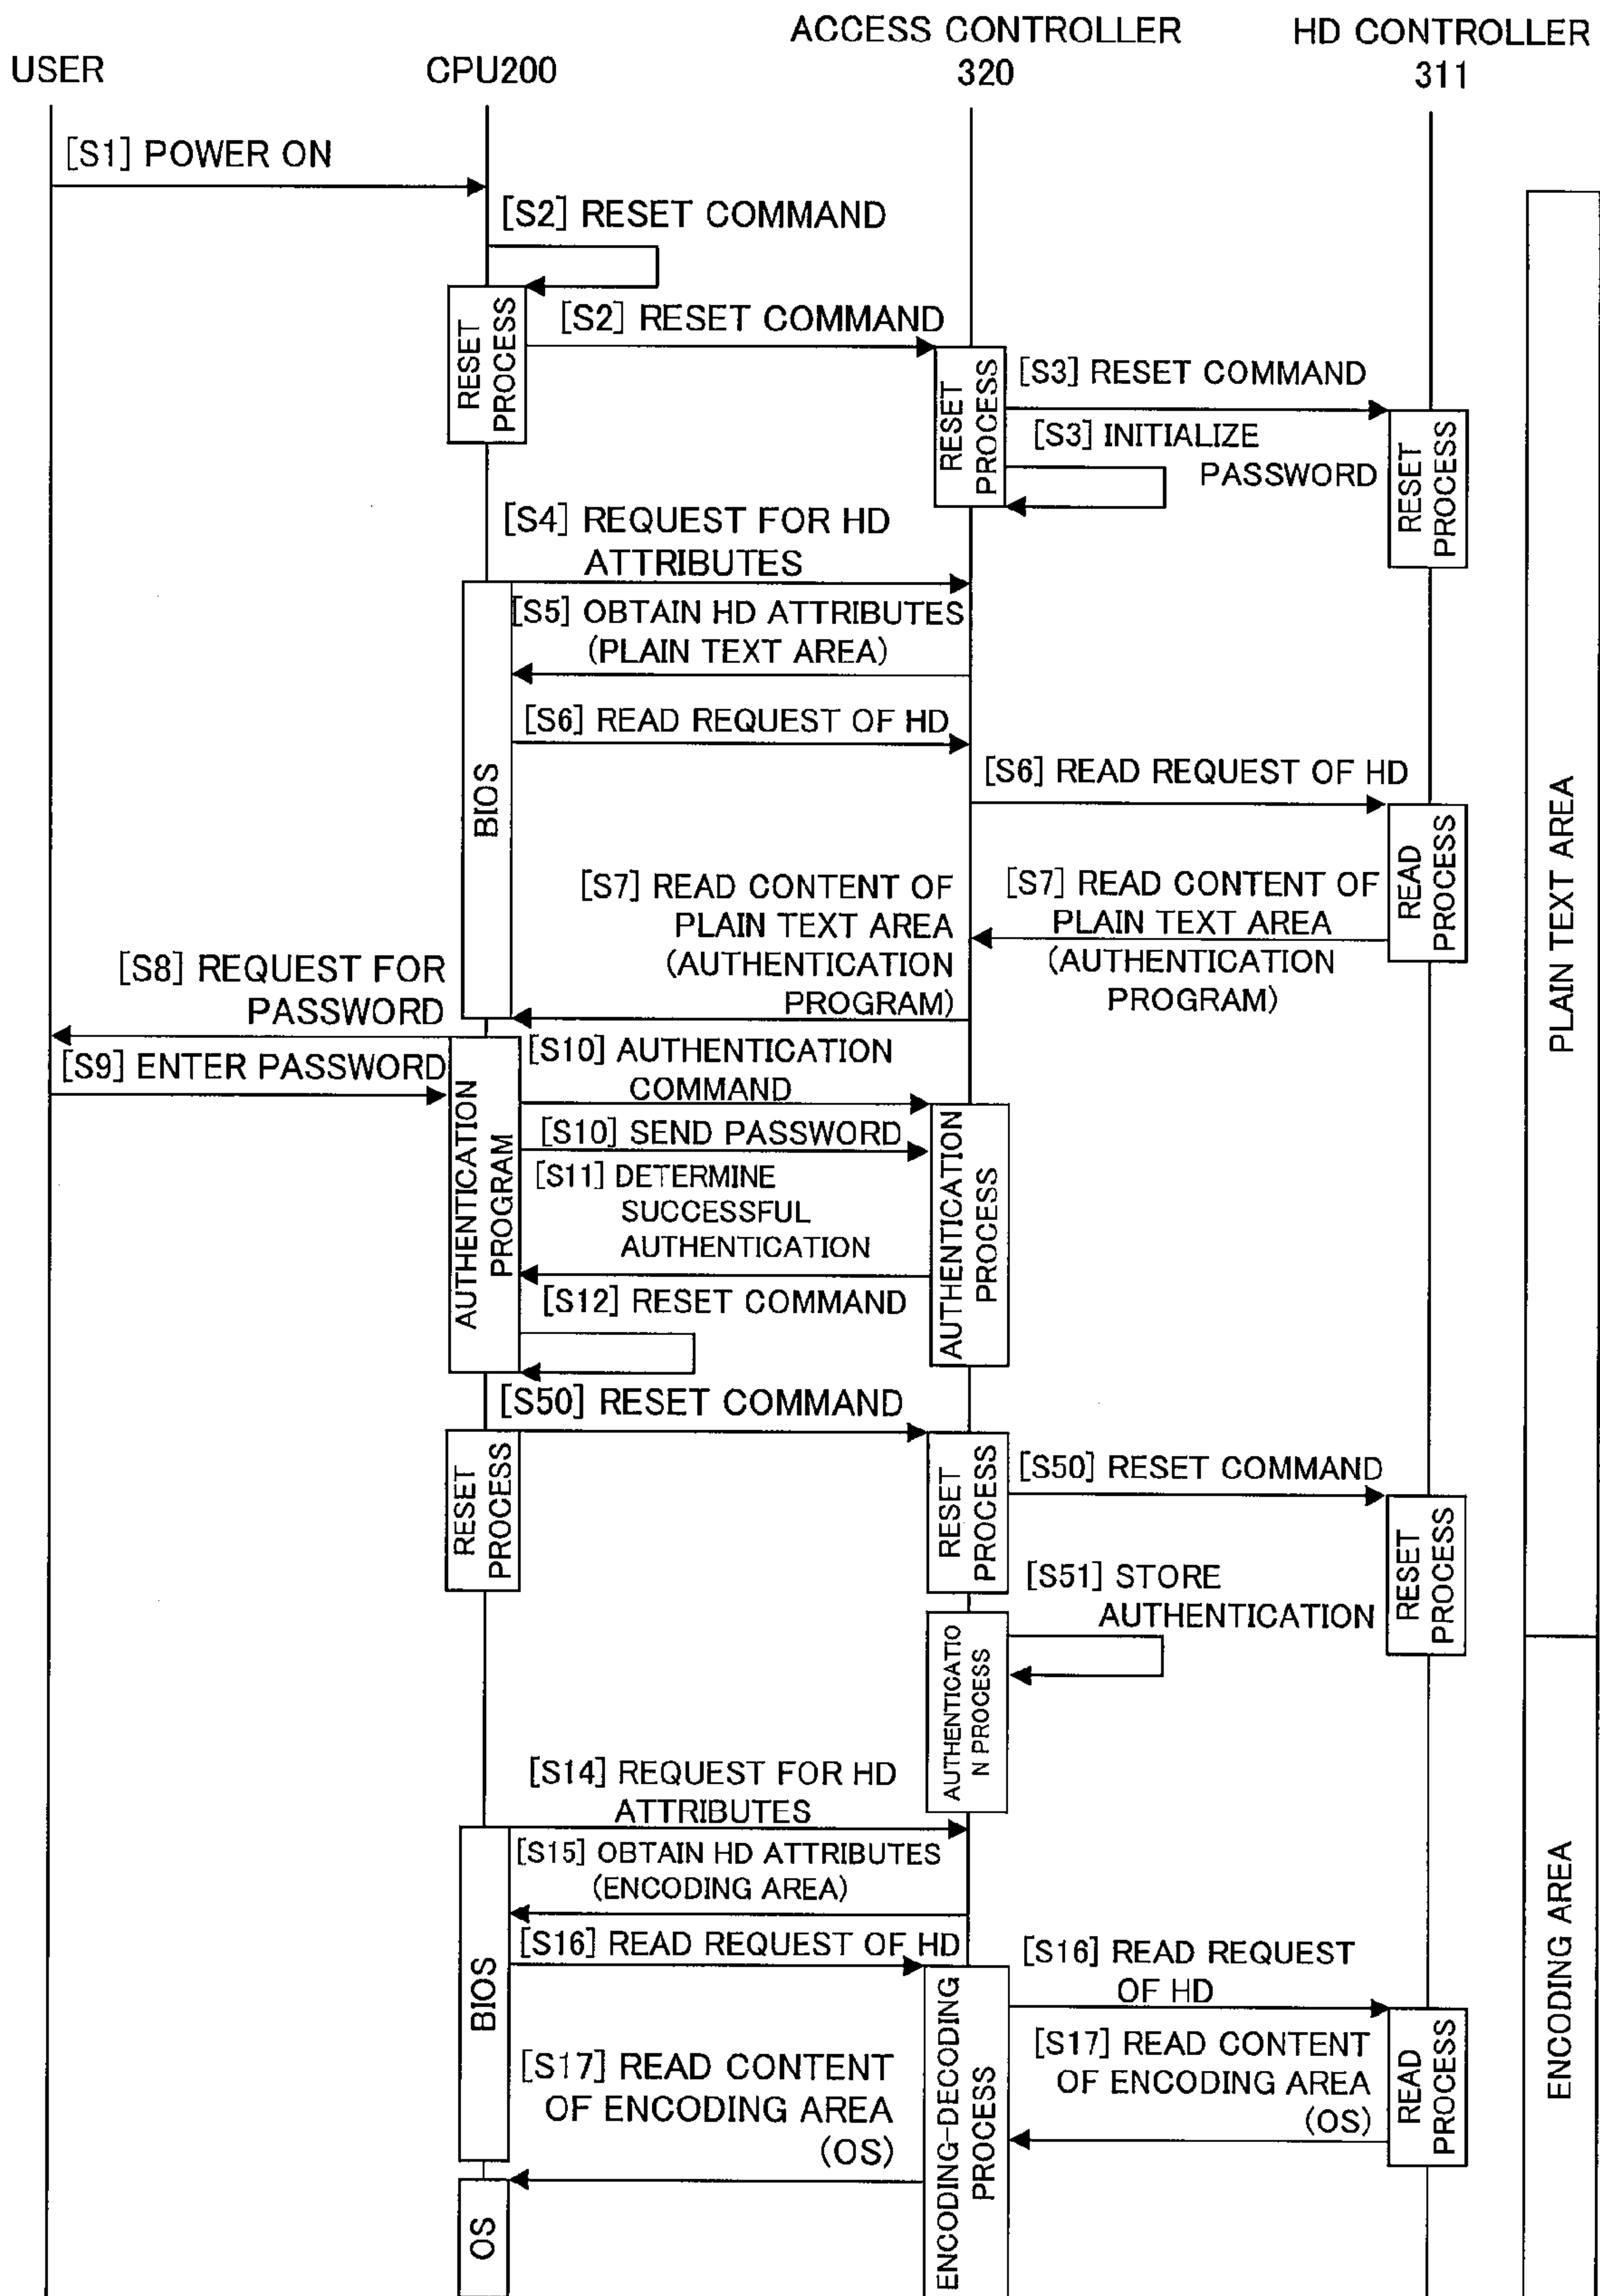 USER
CPU200
ACCESS CONTROLLER
320
HD CONTROLLER
311
[S1] POWER ON
[S2] RESET COMMAND
RESET
PROCESS
[S2] RESET COMMAND
RESET
PROCESS
[S3] RESET COMMAND
[S3] INITIALIZE
PASSWORD
RESET
PROCESS
[S4] REQUEST FOR HD
ATTRIBUTES
[S5] OBTAIN HD ATTRIBUTES
(PLAIN TEXT AREA)
[S6] READ REQUEST OF HD
BIOS
[S6] READ REQUEST OF HD
READ
PROCESS
[S7] READ CONTENT OF
PLAIN TEXT AREA
(AUTHENTICATION
PROGRAM)
[S7] READ CONTENT OF
PLAIN TEXT AREA
(AUTHENTICATION
PROGRAM)
PLAIN TEXT AREA
[S8] REQUEST FOR
PASSWORD
[S9] ENTER PASSWORD
AUTHENTICATION
PROGRAM
[S10] AUTHENTICATION
COMMAND
[S10] SEND PASSWORD
[S11] DETERMINE
SUCCESSFUL
AUTHENTICATION
AUTHENTICATION
PROCESS
[S12] RESET COMMAND
[S50] RESET COMMAND
RESET
PROCESS
RESET
PROCESS
[S50] RESET COMMAND
RESET
PROCESS
[S51] STORE
AUTHENTICATION
AUTHENTICATIO
N PROCESS
[S14] REQUEST FOR HD
ATTRIBUTES
[S15] OBTAIN HD ATTRIBUTES
(ENCODING AREA)
[S16] READ REQUEST OF HD
BIOS
[S16] READ REQUEST
OF HD
ENCODING-DECODING
PROCESS
READ
PROCESS
[S17] READ CONTENT
OF ENCODING AREA
(OS)
[S17] READ CONTENT
OF ENCODING AREA
(OS)
OS
ENCODING AREA